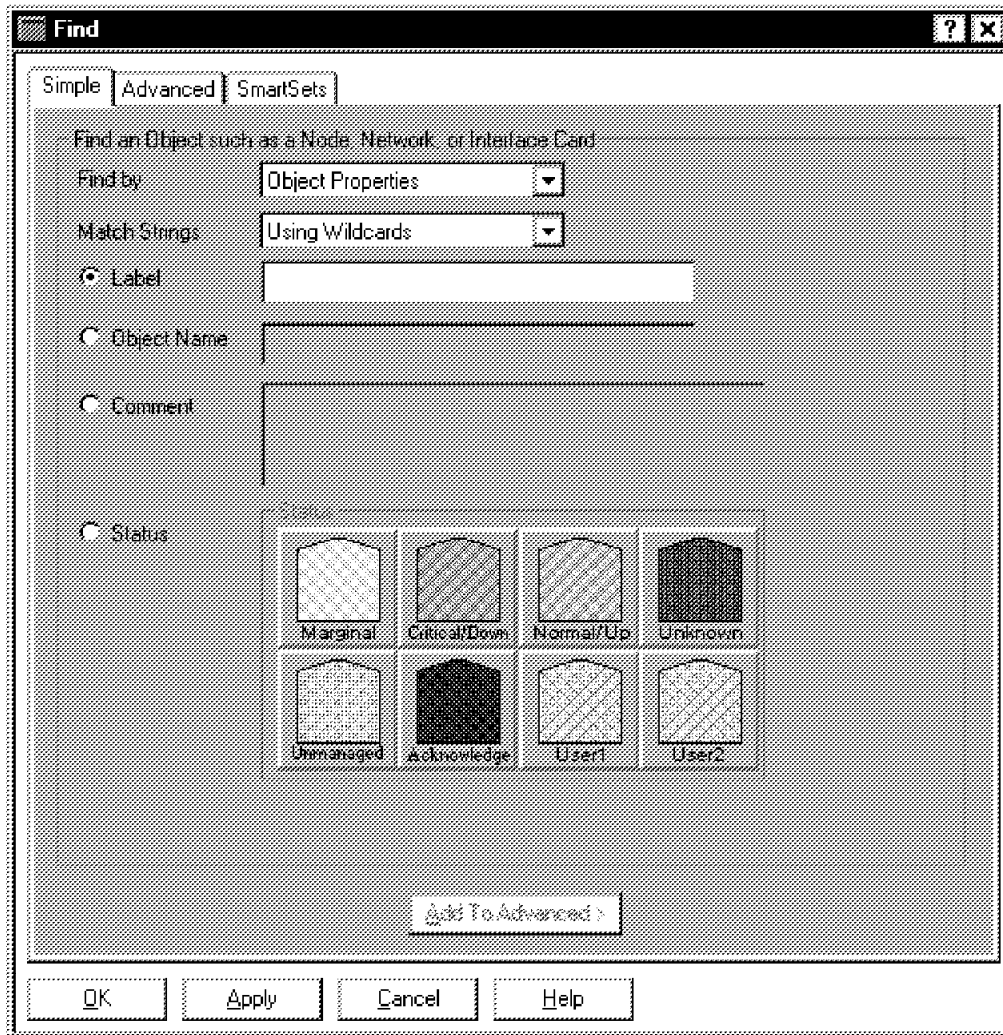 Find
? X
Simple Advanced SmartSets
Find an Object such as a Node, Network, or Interface Card
Find by Object Properties
Match Strings Using Wildcards
Label
Object Name
Comment
Status
Status
Marginal Critical/Down Normal/Up Unknown
Unmanaged Acknowledge User1 User2
Add To Advanced >
OK Apply Cancel Help